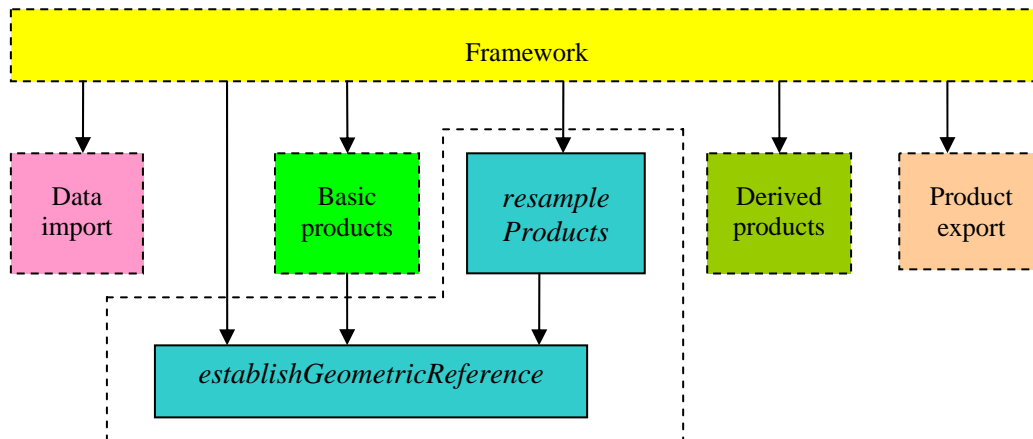 Framework
Data
import
Basic
products
resample
Products
Derived
products
Product
export
establishGeometricReference